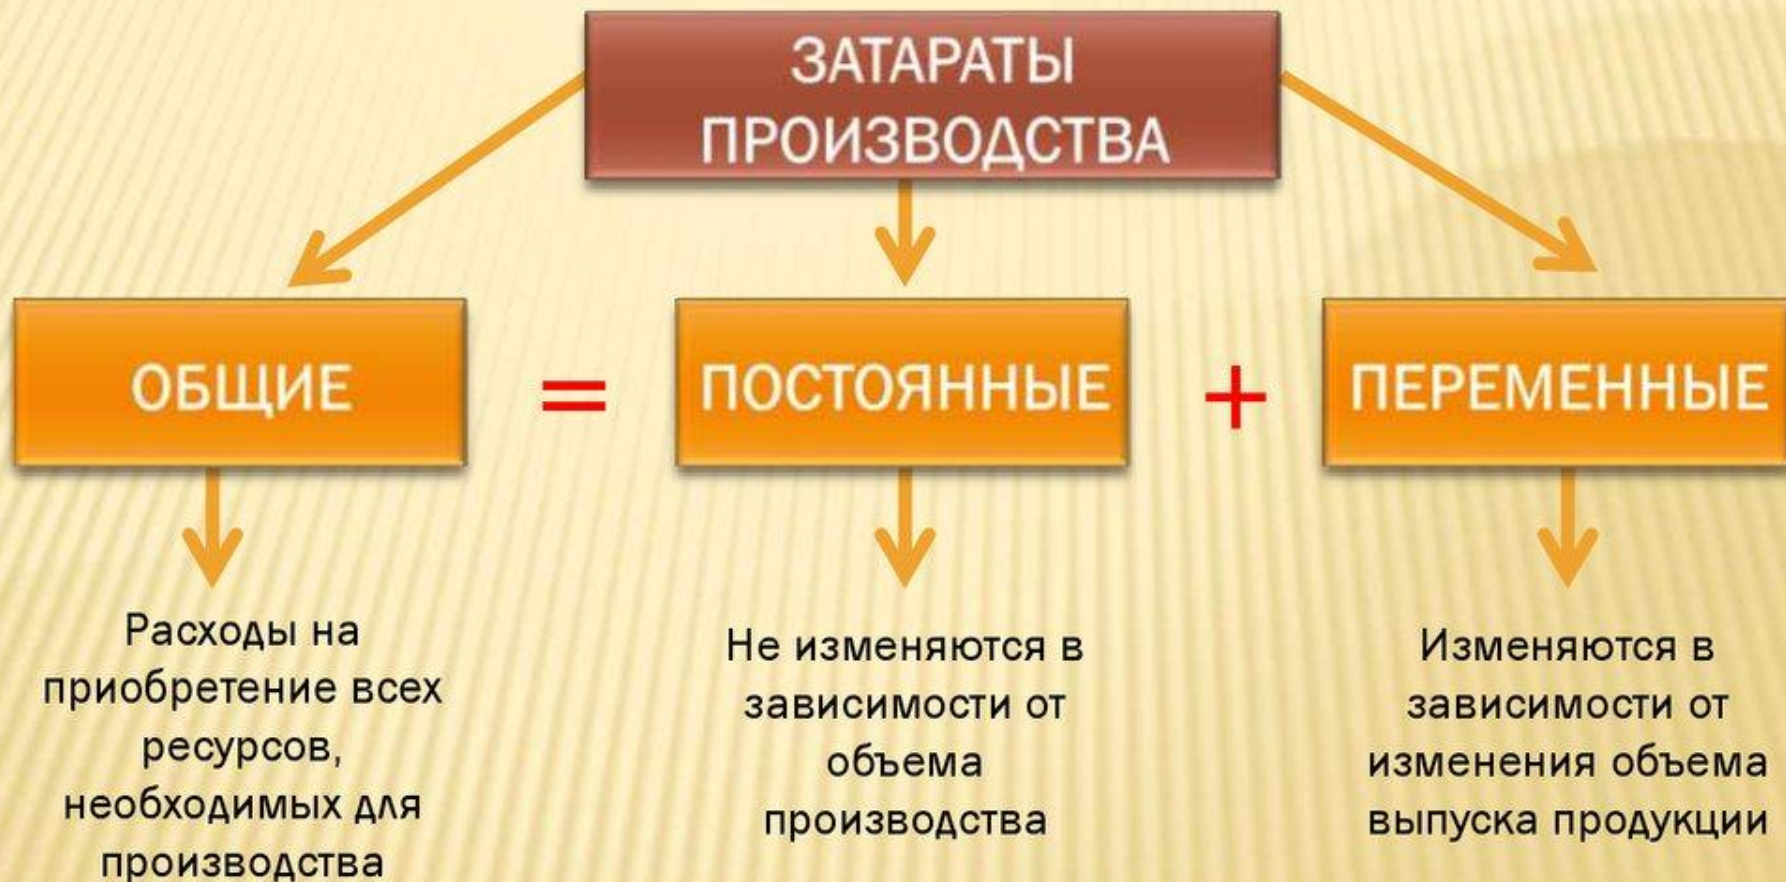 ЗАТАРАТЫ
ПРОИЗВОДСТВА
ОБЩИЕ
=
ПОСТОЯННЫЕ
+
ПЕРЕМЕННЫЕ
Расходы на
приобретение всех
ресурсов,
необходимых для
производства
Не изменяются в
зависимости от
объема
производства
Изменяются в
зависимости от
изменения объема
выпуска продукции